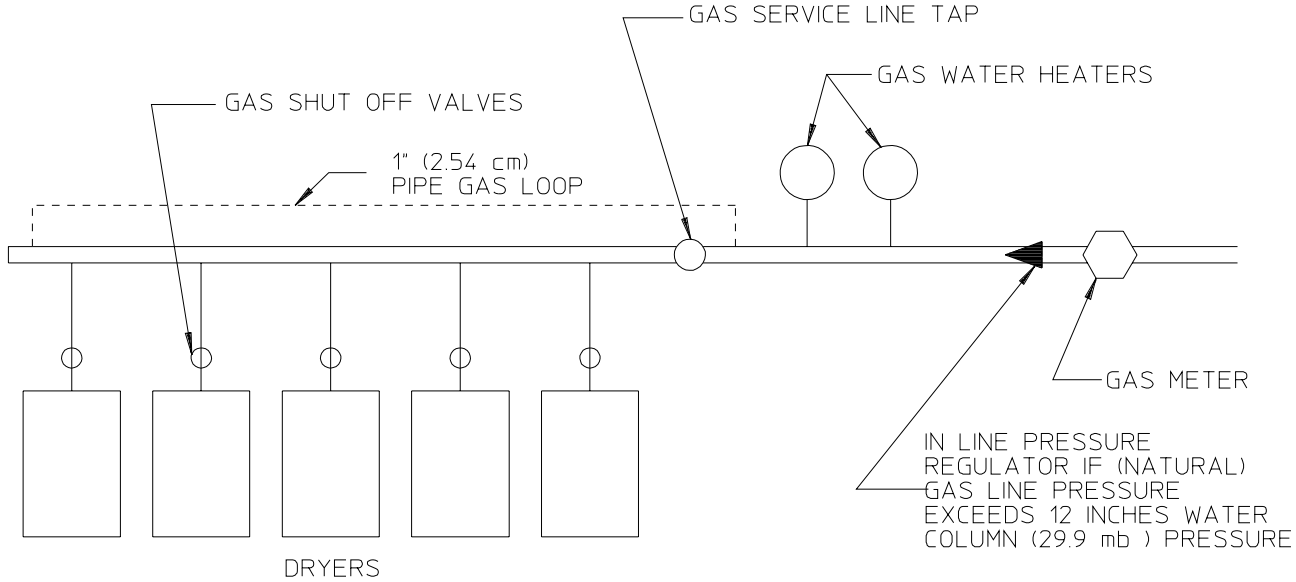 GAS SERVICE LINE TAP
GAS WATER HEATERS
GAS SHUT OFF VALVES
1" (2.54 cm)
PIPE GAS LOOP
GAS METER
IN LINE PRESSURE
REGULATOR IF (NATURAL)
GAS LINE PRESSURE
EXCEEDS 12 INCHES WATER
COLUMN (29.9 mb ) PRESSURE
DRYERS